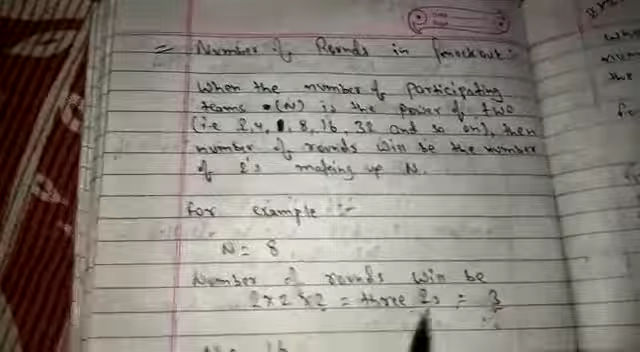 = Number of Rounds in knockout:
When the number of participating
teams (N) is the power of two
(i.e 2, 4, 8, 16, 32 and so on), then
number of rounds will be the number
of 2's making up N.
For example :-
N = 8
Number of rounds will be
2 x 2 x 2 = three 2s = 3
N = 16
the